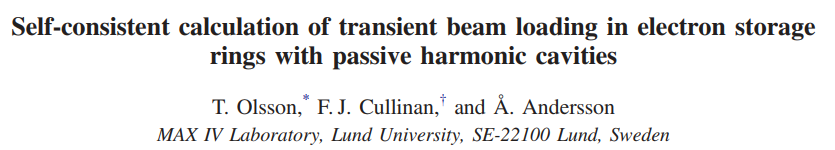 Self-consistent calculation of transient beam loading in electron storage
rings with passive harmonic cavities
T. Olsson,* F. J. Cullinan,† and Å. Andersson
MAX IV Laboratory, Lund University, SE-22100 Lund, Sweden